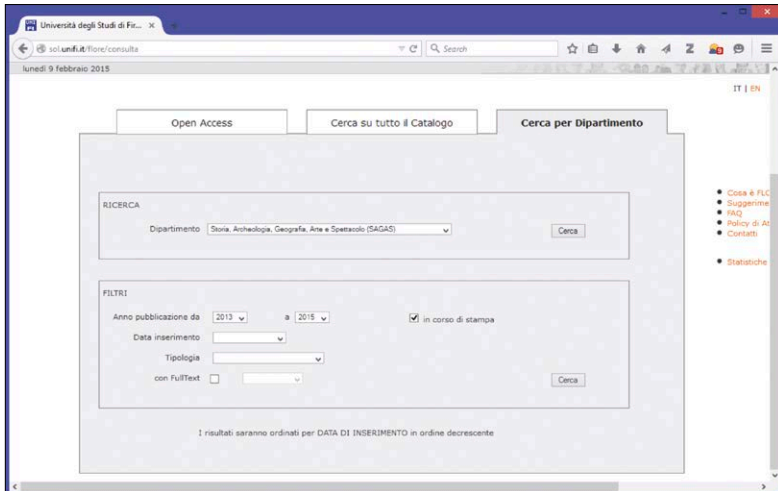 Università degli Studi di Fir... ×
sol.unifi.it/flore/consulta
Search
lunedì 9 febbraio 2015
IT | EN
Open Access
Cerca su tutto il Catalogo
Cerca per Dipartimento
RICERCA
Dipartimento Storia, Archeologia, Geografia, Arte e Spettacolo (SAGAS) Cerca
Cosa è FLO
Suggerime
FAQ
Policy di At
Contatti
Statistiche
FILTRI
Anno pubblicazione da 2013 a 2015 in corso di stampa
Data inserimento
Tipologia
con FullText Cerca
I risultati saranno ordinati per DATA DI INSERIMENTO in ordine decrescente